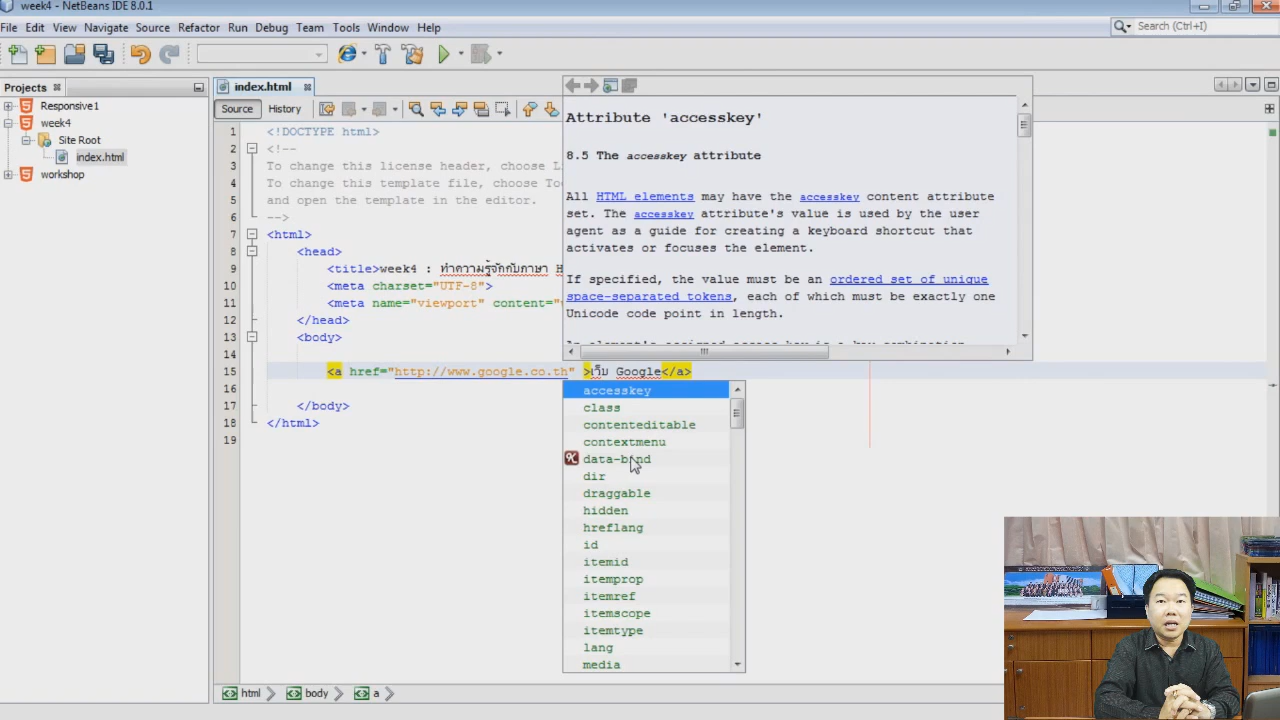 week4 - NetBeans IDE 8.0.1
File Edit View Navigate Source Refactor Run Debug Team Tools Window Help
Search (Ctrl+I)
Projects
index.html
Responsive1
week4
Site Root
index.html
workshop
Source History
1 <!DOCTYPE html>
2 <!--
3 To change this license header, choose L
4 To change this template file, choose To
5 and open the template in the editor.
6 -->
7 <html>
8 <head>
9 <title>week4 : ทำความรู้จักกับภาษา H
10 <meta charset="UTF-8">
11 <meta name="viewport" content="
12 </head>
13 <body>
14
15 <a href="http://www.google.co.th" >เว็บ Google</a>
16
17 </body>
18 </html>
19
Attribute 'accesskey'
8.5 The accesskey attribute
All HTML elements may have the accesskey content attribute
set. The accesskey attribute's value is used by the user
agent as a guide for creating a keyboard shortcut that
activates or focuses the element.
If specified, the value must be an ordered set of unique
space-separated tokens, each of which must be exactly one
Unicode code point in length.
accesskey
class
contenteditable
contextmenu
data-bind
dir
draggable
hidden
hreflang
id
itemid
itemprop
itemref
itemscope
itemtype
lang
media
html body a